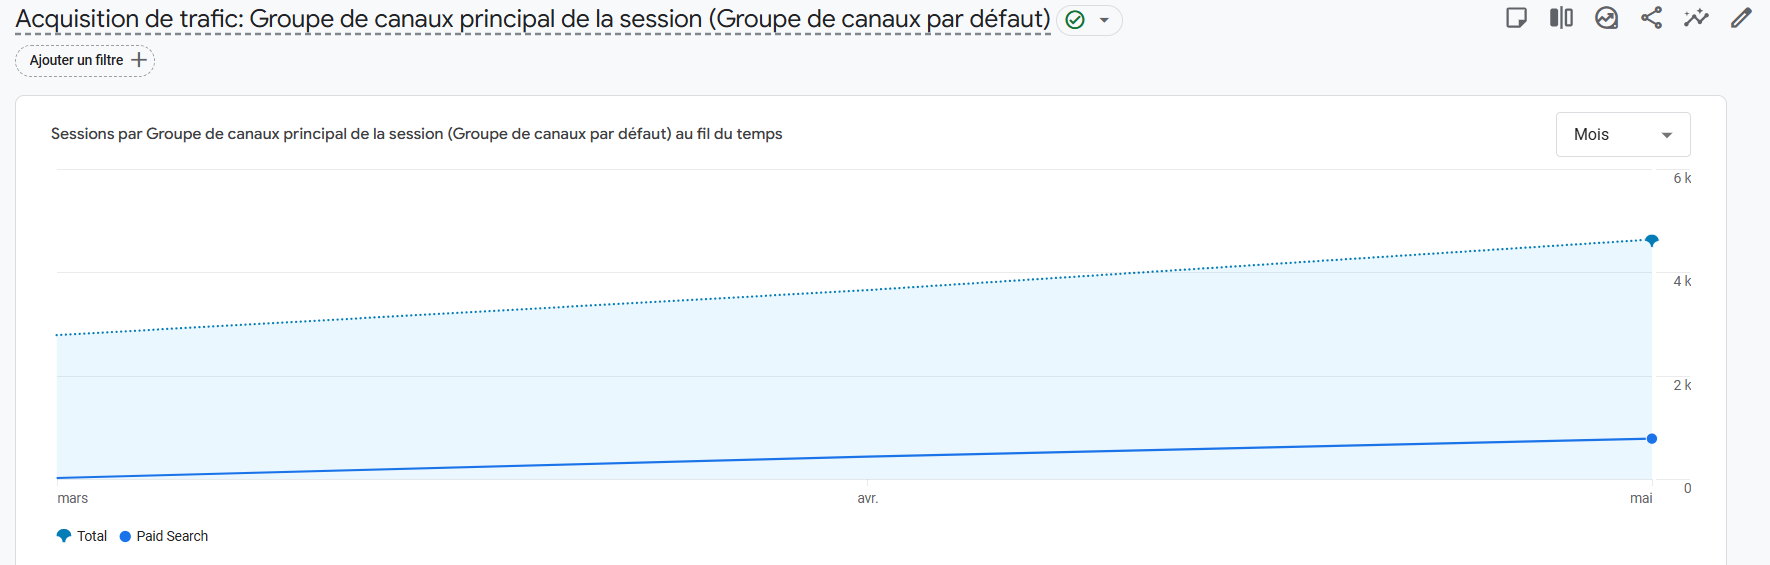 Acquisition de trafic: Groupe de canaux principal de la session (Groupe de canaux par défaut)
Ajouter un filtre
Sessions par Groupe de canaux principal de la session (Groupe de canaux par défaut) au fil du temps
Mois
6 k
4 k
2 k
0
mars
avr.
mai
Total
Paid Search